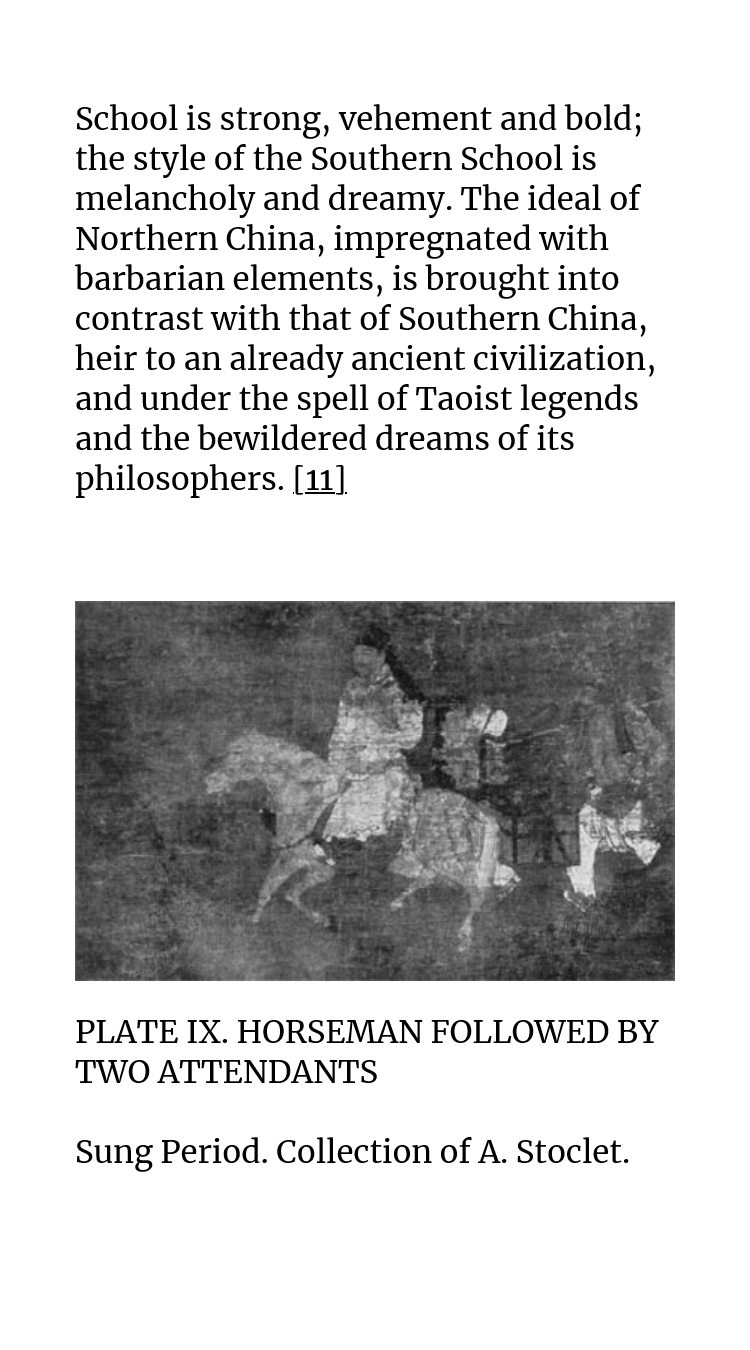 School is strong, vehement and bold;
the style of the Southern School is
melancholy and dreamy. The ideal of
Northern China, impregnated with
barbarian elements, is brought into
contrast with that of Southern China,
heir to an already ancient civilization,
and under the spell of Taoist legends
and the bewildered dreams of its
philosophers. [11]
PLATE IX. HORSEMAN FOLLOWED BY
TWO ATTENDANTS
Sung Period. Collection of A. Stoclet.